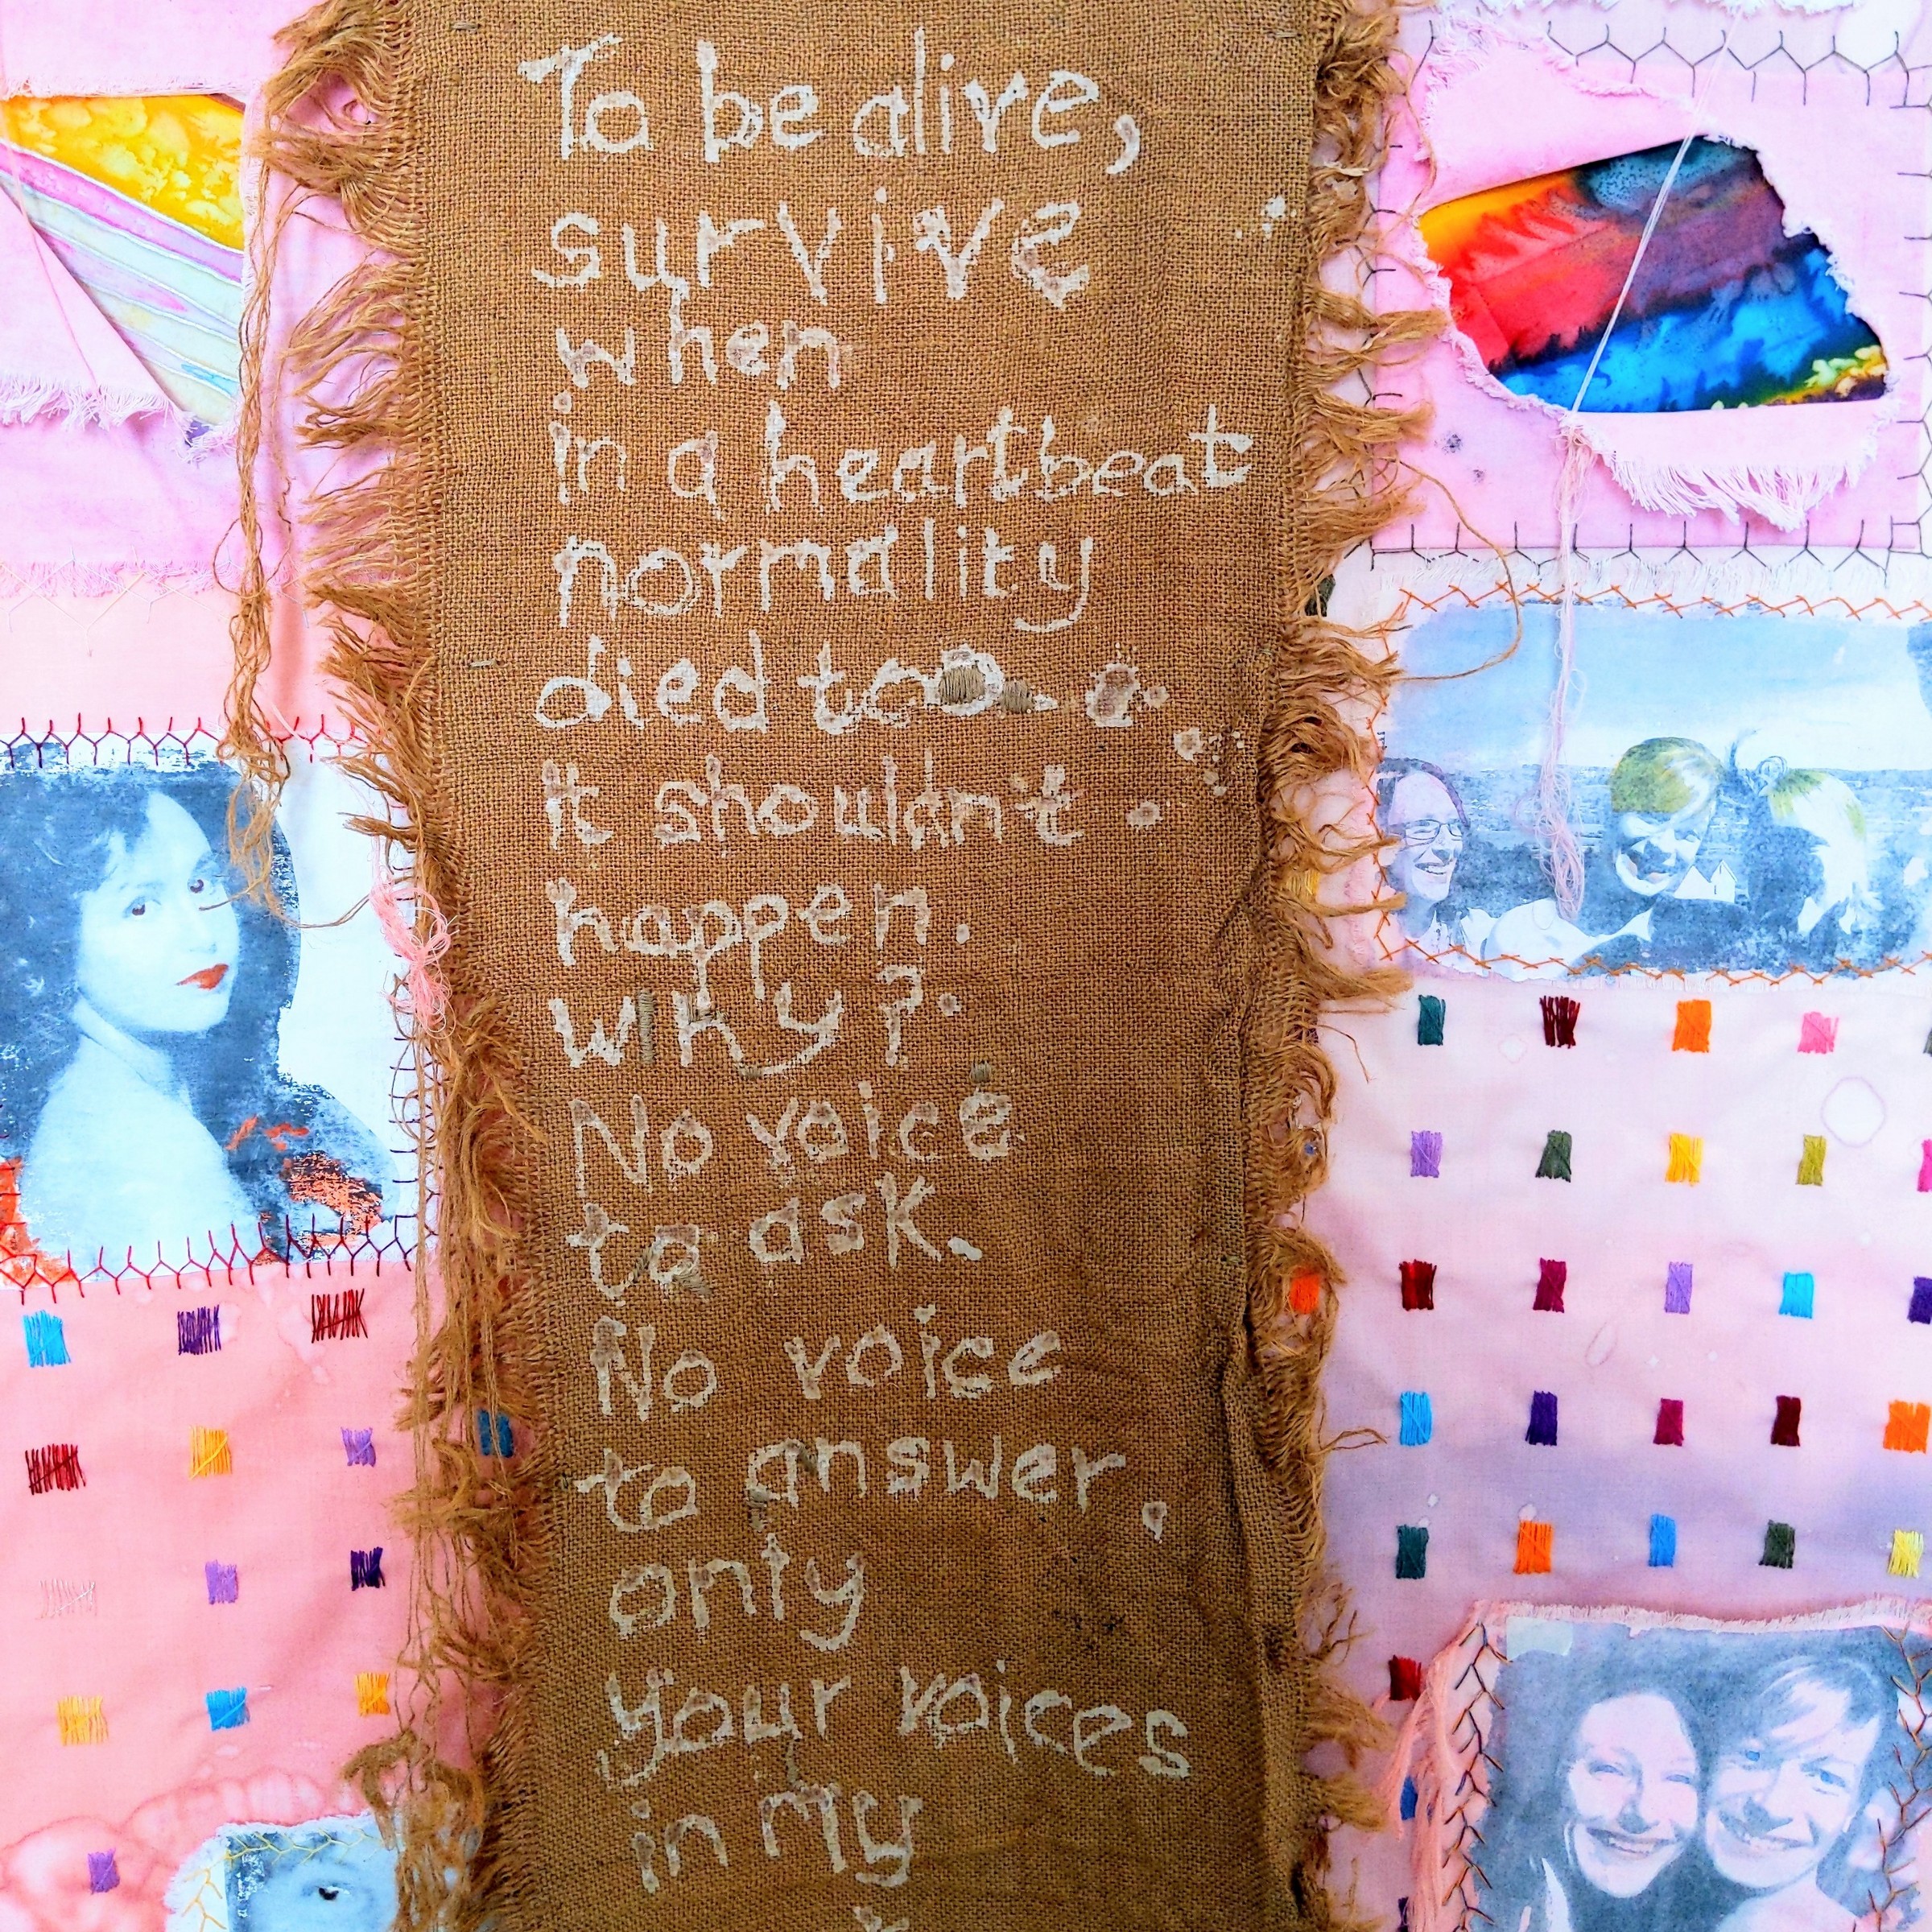 To be alive,
survive
when
in a heartbeat
normality
died too.
it shouldn't
happen.
Why?
No voice
to ask.
No voice
to answer.
only
your voices
in my